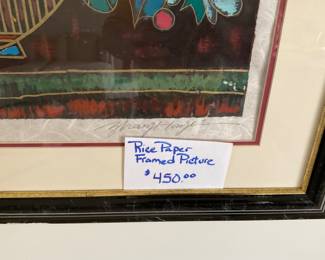 Rice Paper
Framed Picture
$450.00